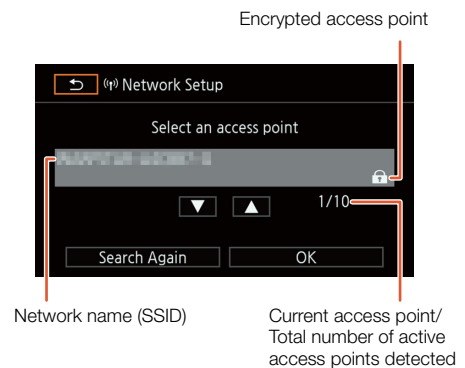 Encrypted access point
Network Setup
Select an access point
1/10
Search Again
OK
Network name (SSID)
Current access point/
Total number of active
access points detected